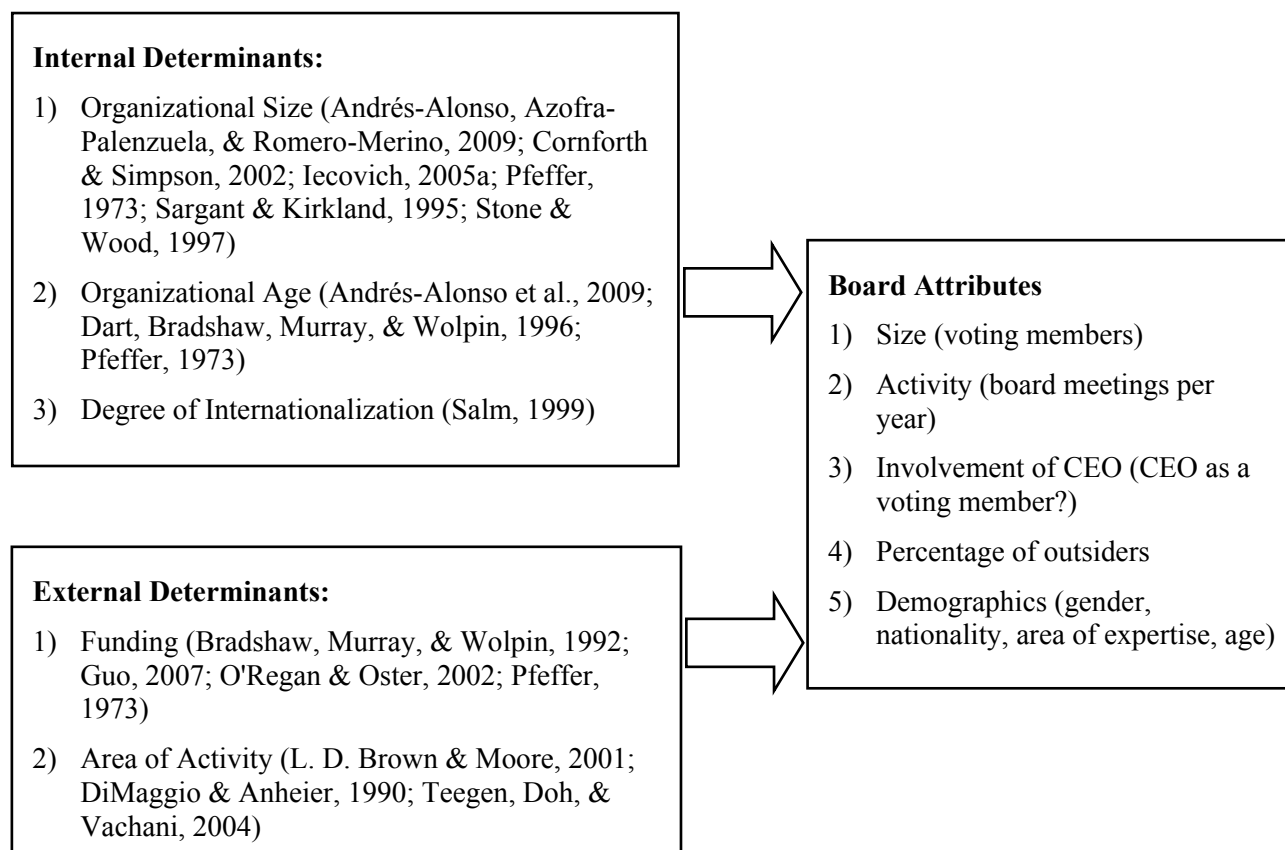 Internal Determinants:
1) Organizational Size (Andrés-Alonso, Azofra-
Palenzuela, & Romero-Merino, 2009; Cornforth
& Simpson, 2002; Iecovich, 2005a; Pfeffer,
1973; Sargant & Kirkland, 1995; Stone &
Wood, 1997)
2) Organizational Age (Andrés-Alonso et al., 2009;
Dart, Bradshaw, Murray, & Wolpin, 1996;
Pfeffer, 1973)
3) Degree of Internationalization (Salm, 1999)
External Determinants:
1) Funding (Bradshaw, Murray, & Wolpin, 1992;
Guo, 2007; O'Regan & Oster, 2002; Pfeffer,
1973)
2) Area of Activity (L. D. Brown & Moore, 2001;
DiMaggio & Anheier, 1990; Teegen, Doh, &
Vachani, 2004)
Board Attributes
1) Size (voting members)
2) Activity (board meetings per
year)
3) Involvement of CEO (CEO as a
voting member?)
4) Percentage of outsiders
5) Demographics (gender,
nationality, area of expertise, age)